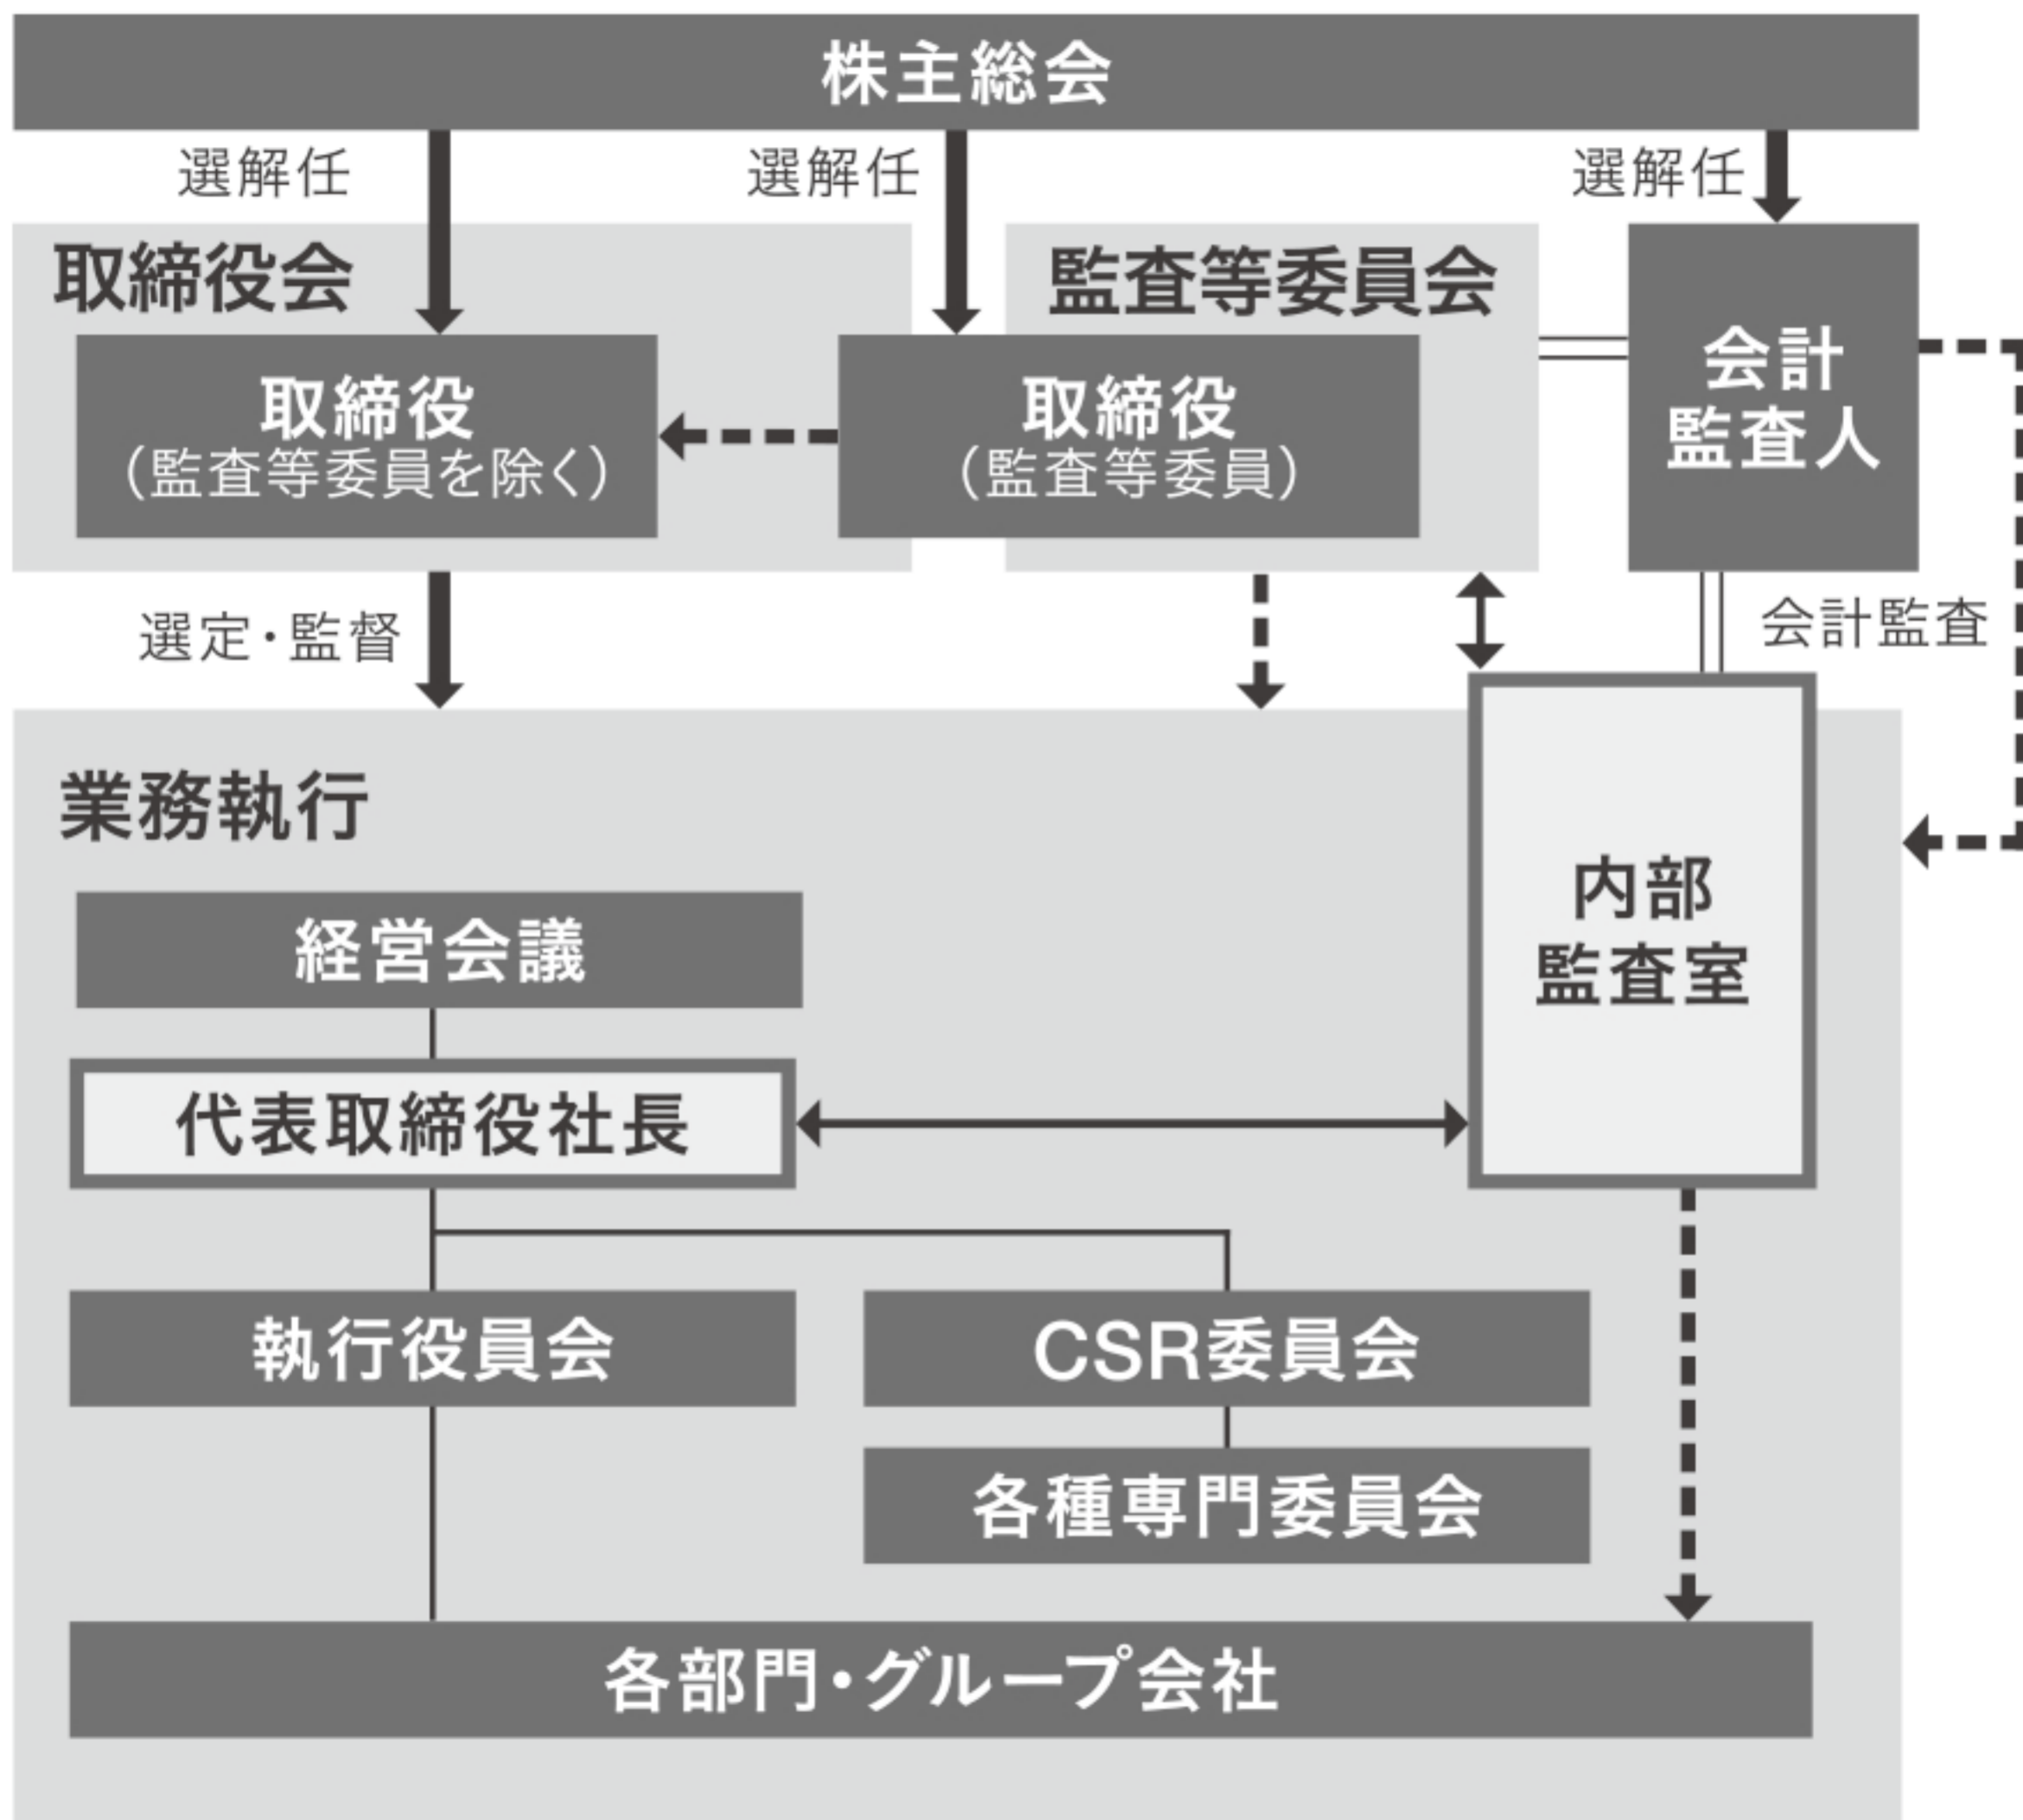 株主総会
選解任
選解任
選解任
取締役会
監査等委員会
取締役
（監査等委員を除く）
取締役
（監査等委員）
会計
監査人
選定・監督
会計監査
業務執行
内部
監査室
経営会議
代表取締役社長
執行役員会
CSR委員会
各種専門委員会
各部門・グループ会社